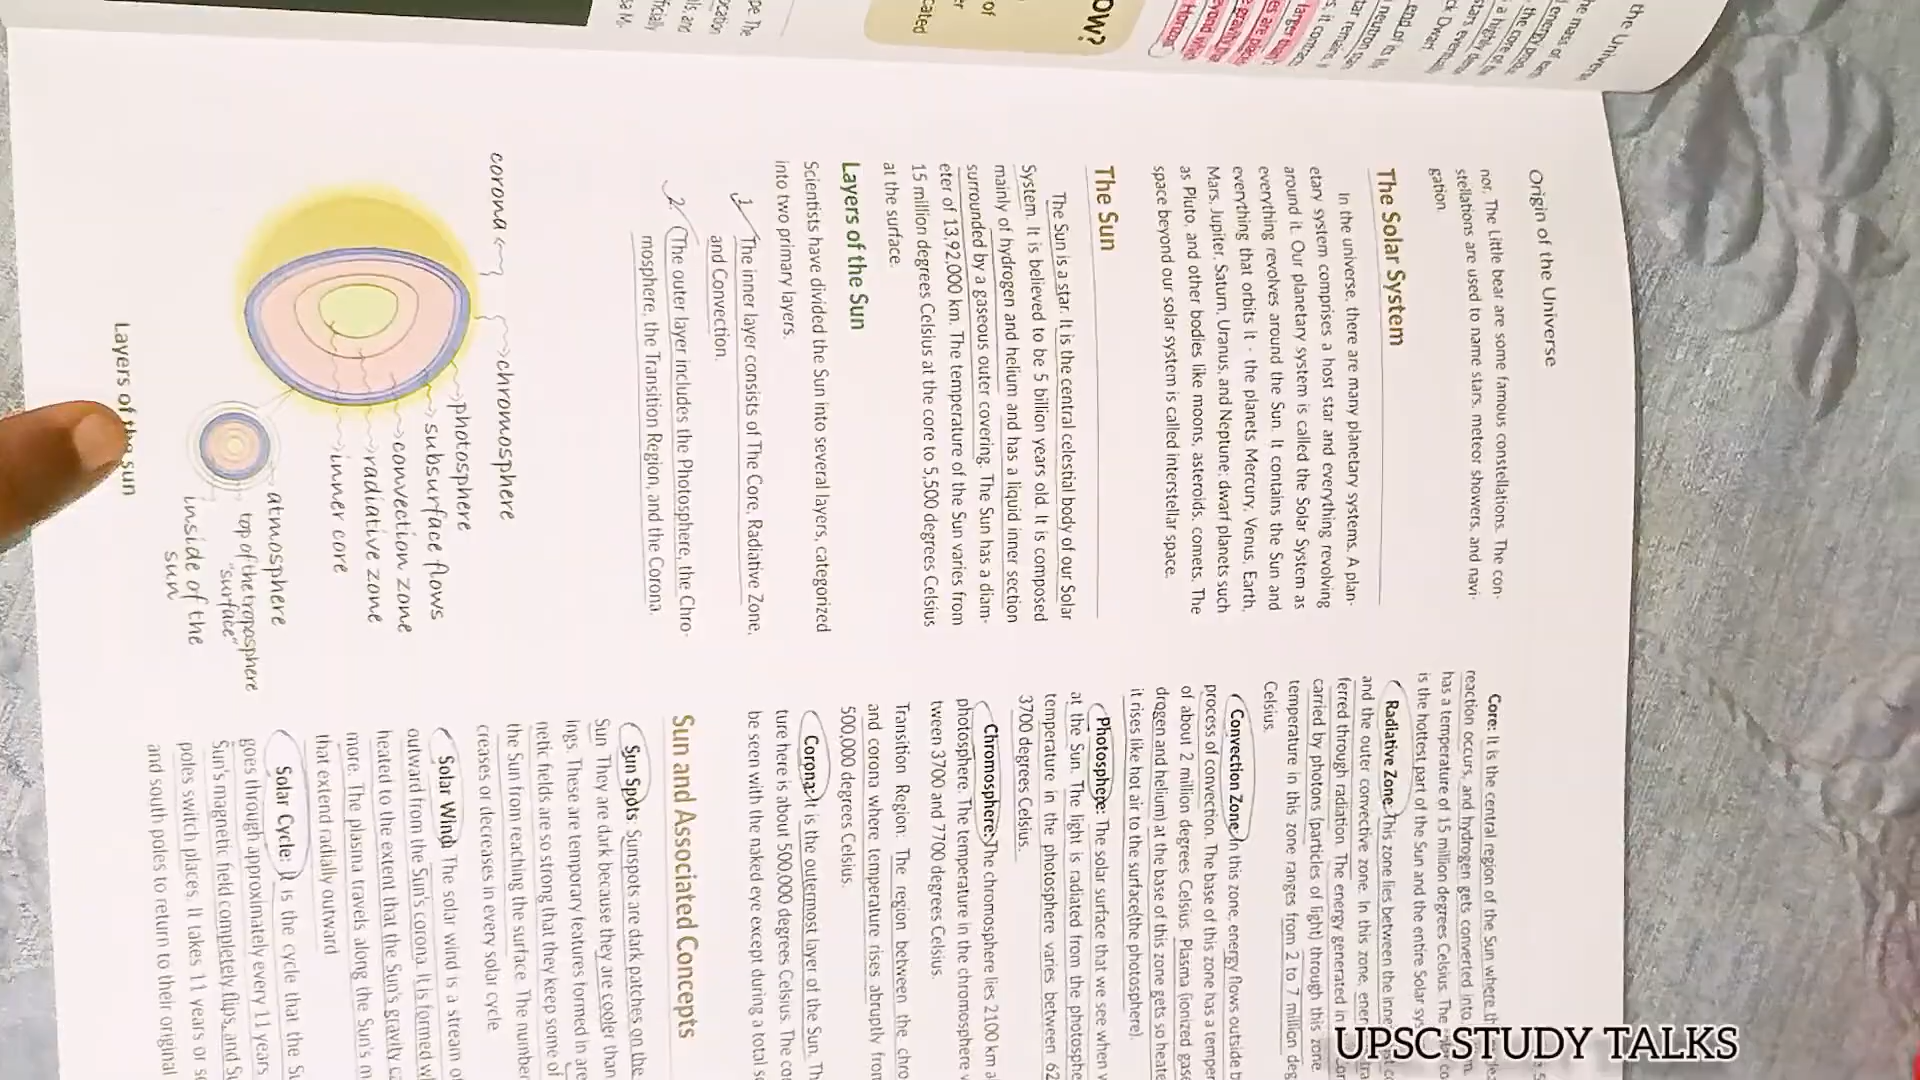 the Universe
Origin of the Universe
nor, The Little bear are some famous constellations. The con-
stellations are used to name stars, meteor showers, and navi-
gation.
The Solar System
In the universe, there are many planetary systems. A plan-
etary system comprises a host star and everything revolving
around it. Our planetary system is called the Solar System as
everything revolves around the Sun. It contains the Sun and
everything that orbits it - the planets Mercury, Venus, Earth,
Mars, Jupiter, Saturn, Uranus, and Neptune; dwarf planets such
as Pluto, and other bodies like moons, asteroids, comets. The
space beyond our solar system is called interstellar space.
The Sun
The Sun is a star. It is the central celestial body of our Solar
System. It is believed to be 5 billion years old. It is composed
mainly of hydrogen and helium and has a liquid inner section
surrounded by a gaseous outer covering. The Sun has a diam-
eter of 13,92,000 km. The temperature of the Sun varies from
15 million degrees Celsius at the core to 5,500 degrees Celsius
at the surface.
Layers of the Sun
Scientists have divided the Sun into several layers, categorized
into two primary layers.
1. The inner layer consists of The Core, Radiative Zone,
and Convection.
2. The outer layer includes the Photosphere, the Chro-
mosphere, the Transition Region, and the Corona.
corona
chromosphere
photosphere
subsurface flows
convection zone
radiative zone
inner core
atmosphere
top of the troposphere
"surface"
inside of the
sun
Layers of the sun
Core: It is the central region of the Sun where
reaction occurs, and hydrogen gets converted into
has a temperature of 15 million degrees Celsius. The
is the hottest part of the Sun and the entire Solar
Radiative Zone: This zone lies between the
and the outer convective zone. In this zone,
ferred through radiation. The energy generated in
carried by photons (particles of light) through this zone.
temperature in this zone ranges from 2 to 7 million
Celsius.
Convection Zone: In this zone, energy flows outside
process of convection. The base of this zone has a
of about 2 million degrees Celsius. Plasma (ionized
drogen and helium) at the base of this zone gets so
it rises like hot air to the surface(the photosphere).
Photosphere: The solar surface that we see when
at the Sun. The light is radiated from the
temperature in the photosphere varies between
3700 degrees Celsius.
Chromosphere: The chromosphere lies 2100 km
photosphere. The temperature in the chromosphere
tween 3700 and 7700 degrees Celsius.
Transition Region: The region between the
and corona where temperature rises abruptly
500,000 degrees Celsius.
Corona: It is the outermost layer of the Sun.
ture here is about 500,000 degrees Celsius. The
be seen with the naked eye except during a total
Sun and Associated Concepts
Sun Spots: Sunspots are dark patches on the
Sun. They are dark because they are cooler than
ings. These are temporary features formed in
netic fields are so strong that they keep some of
the Sun from reaching the surface. The number
creases or decreases in every solar cycle.
Solar Wind: The solar wind is a stream
outward from the Sun's corona. It is formed
heated to the extent that the Sun's gravity
more. The plasma travels along the Sun's
that extend radially outward
Solar Cycle: It is the cycle that the
goes through approximately every 11 years
Sun's magnetic field completely flips, and
poles switch places. It takes 11 years or
and south poles to return to their original
UPSC STUDY TALKS